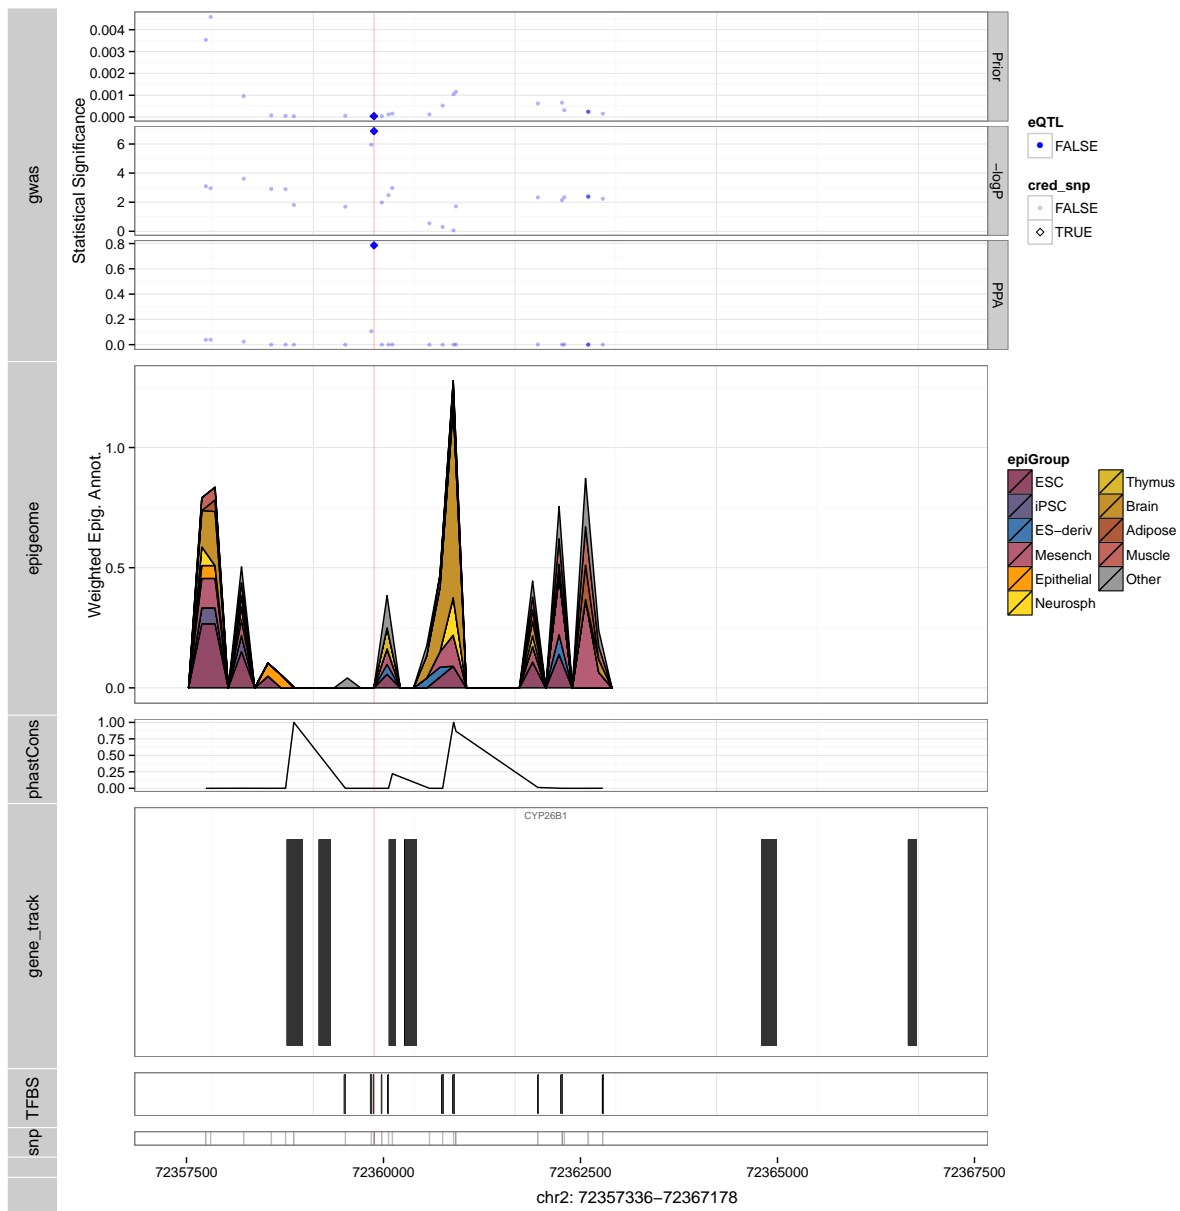 gwas
Statistical Significance
0.004
0.003
0.002
0.001
0.000
Prior
6
4
2
0
−logP
0.8
0.6
0.4
0.2
0.0
PPA
eQTL
FALSE
cred_snp
FALSE
TRUE
epigeome
Weighted Epig. Annot.
1.0
0.5
0.0
epiGroup
ESC
iPSC
ES−deriv
Mesench
Epithelial
Neurosph
Thymus
Brain
Adipose
Muscle
Other
phastCons
1.00
0.75
0.50
0.25
0.00
gene_track
CYP26B1
TFBS
snp
72357500 72360000 72362500 72365000 72367500
chr2: 72357336−72367178